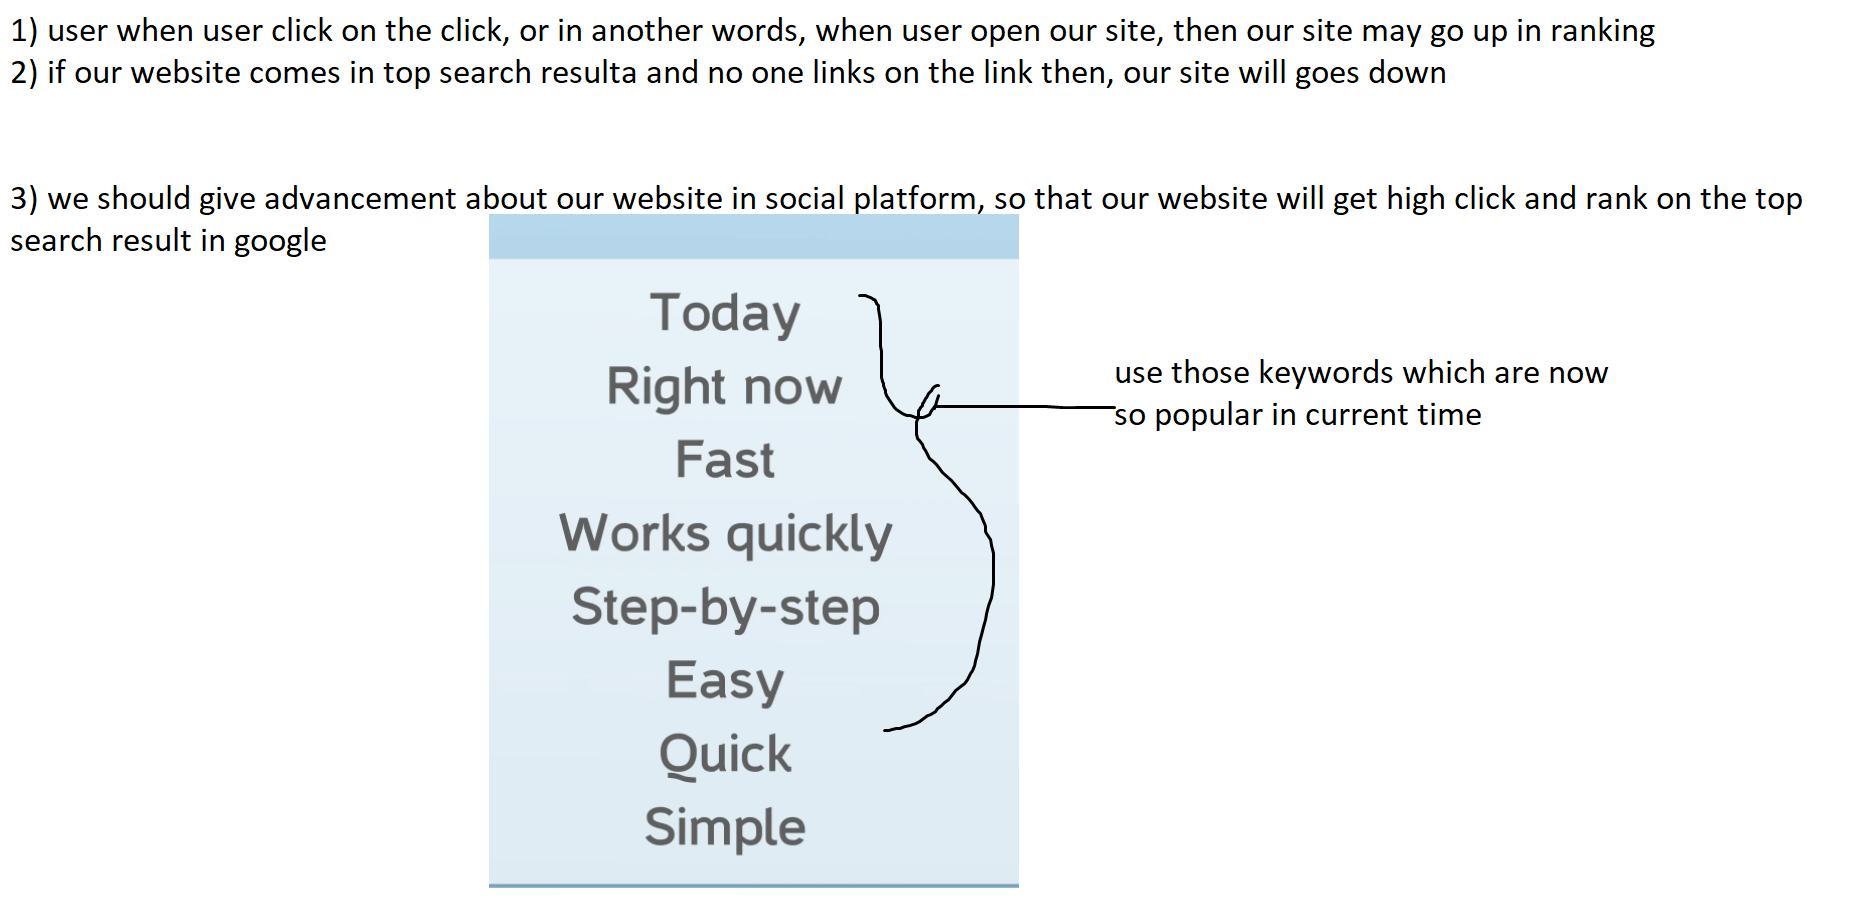 1) user when user click on the click, or in another words, when user open our site, then our site may go up in ranking
2) if our website comes in top search resulta and no one links on the link then, our site will goes down
3) we should give advancement about our website in social platform, so that our website will get high click and rank on the top
search result in google
Today
Right now
Fast
Works quickly
Step-by-step
Easy
Quick
Simple
use those keywords which are now
so popular in current time